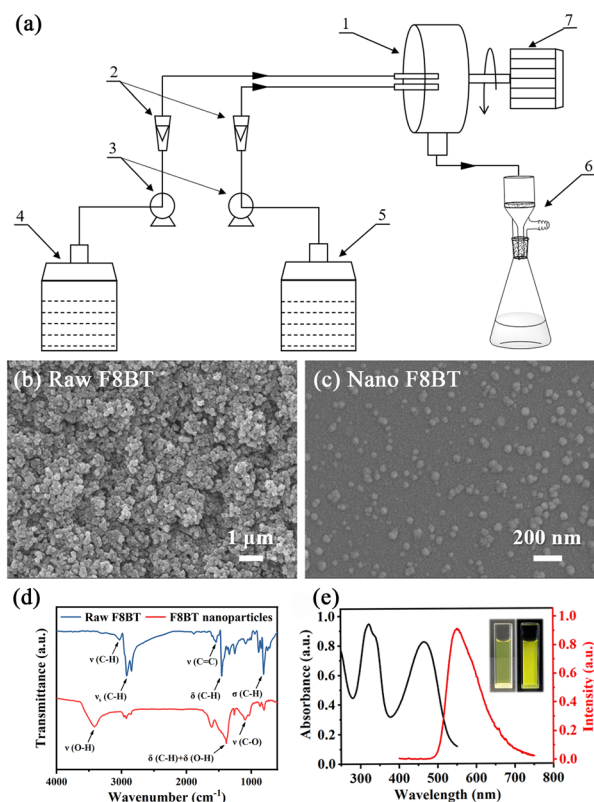 (a)
1
7
2
3
6
4
5
(b) Raw F8BT
1 μm
(c) Nano F8BT
200 nm
(d)
Raw F8BT
F8BT nanoparticles
ν (C-H)
ν (C=C)
νs (C-H)
δ (C-H)
σ (C-H)
ν (O-H)
ν (C-O)
δ (C-H)+δ (O-H)
Transmittance (a.u.)
4000 3000 2000 1000
Wavenumber (cm⁻¹)
(e)
Absorbance (a.u.)
1.0
0.8
0.6
0.4
0.2
0.0
300 400 500 600 700 800
Wavelength (nm)
1.0
0.8
0.6
0.4
0.2
0.0
Intensity (a.u.)